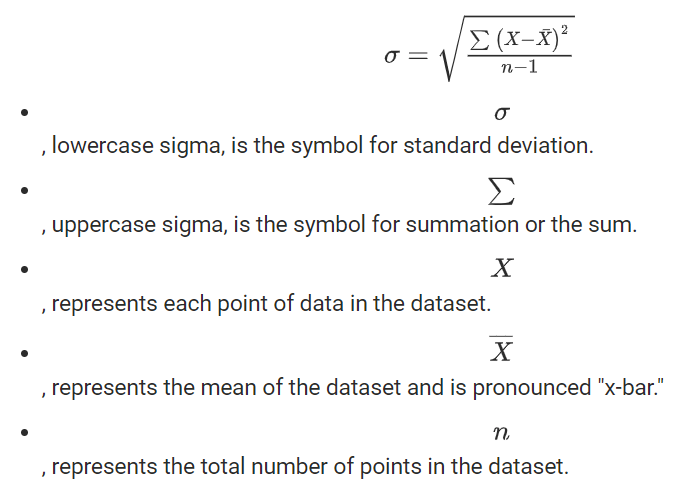 σ = √(∑ (X−X̄)² / n−1)
• σ
, lowercase sigma, is the symbol for standard deviation.
• ∑
, uppercase sigma, is the symbol for summation or the sum.
• X
, represents each point of data in the dataset.
• X̅
, represents the mean of the dataset and is pronounced "x-bar."
• n
, represents the total number of points in the dataset.